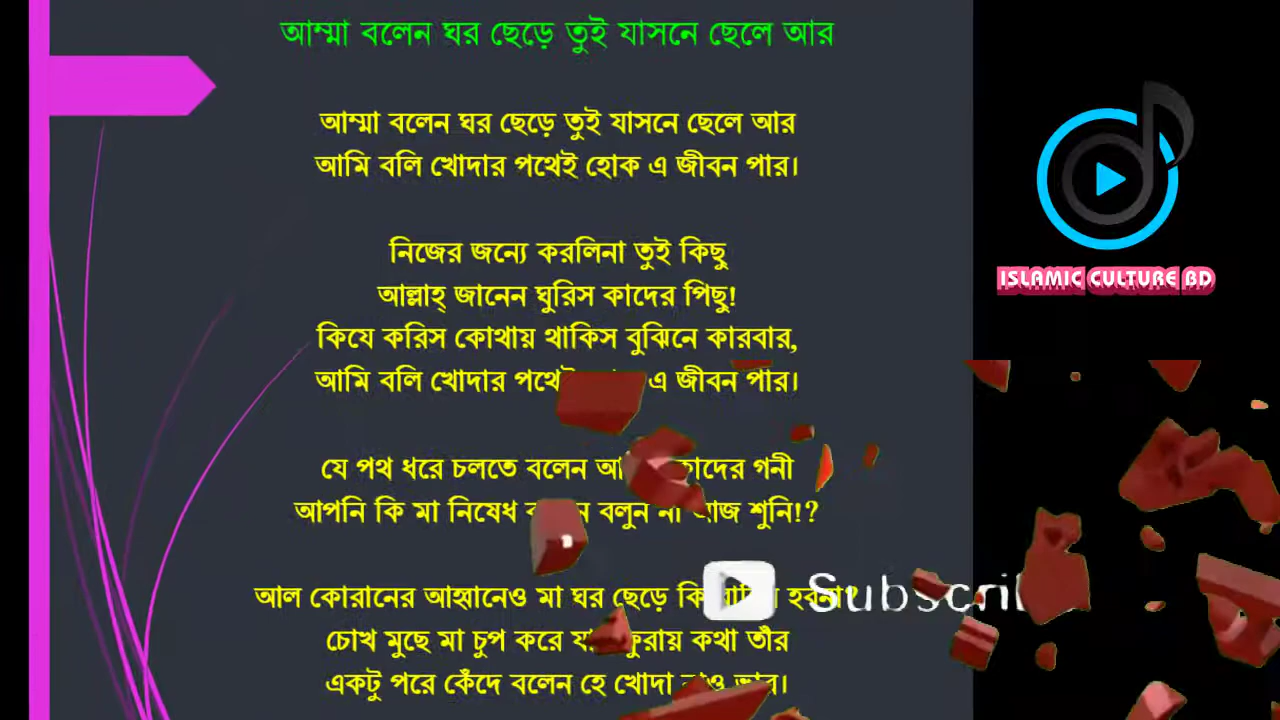 আম্মা বলেন ঘর ছেড়ে তুই যাসনে ছেলে আর
আম্মা বলেন ঘর ছেড়ে তুই যাসনে ছেলে আর
আমি বলি খোদার পথেই হোক এ জীবন পার।
নিজের জন্যে করলিনা তুই কিছু
আল্লাহ্ জানেন ঘুরিস কাদের পিছু!
কিযে করিস কোথায় থাকিস বুঝিনে কারবার,
আমি বলি খোদার এ জীবন পার।
যে পথ ধরে চলতে বলেন গনী
আপনি কি মা নিষেধ বলুন শুনি!?
আল কোরানের আহ্বানেও মা ঘর ছেড়ে
চোখ মুছে মা চুপ করে কথা তাঁর
একটু পরে কেঁদে বলেন হে খোদা
ISLAMIC CULTURE BD